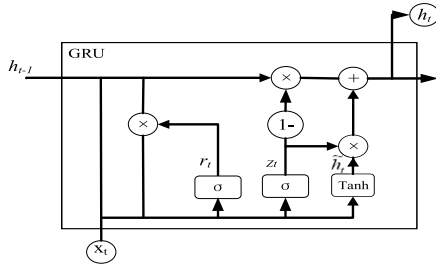 h_t
GRU
h_{t-1}
×
+
1-
×
×
r_t
z_t
h̃_t
σ
σ
Tanh
x_t